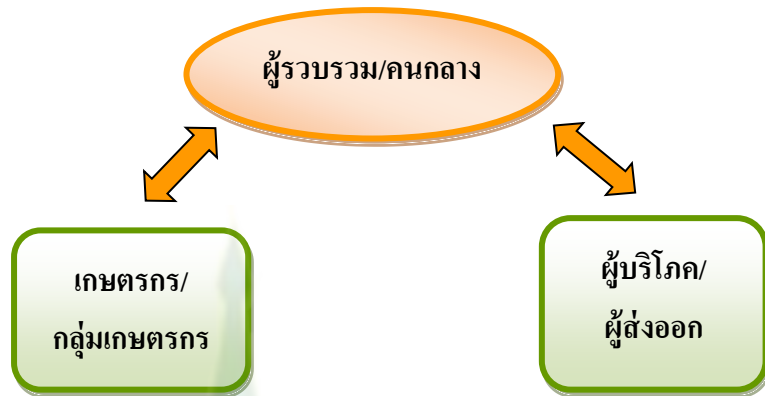 ผู้รวบรวม/คนกลาง
เกษตรกร/
กลุ่มเกษตรกร
ผู้บริโภค/
ผู้ส่งออก